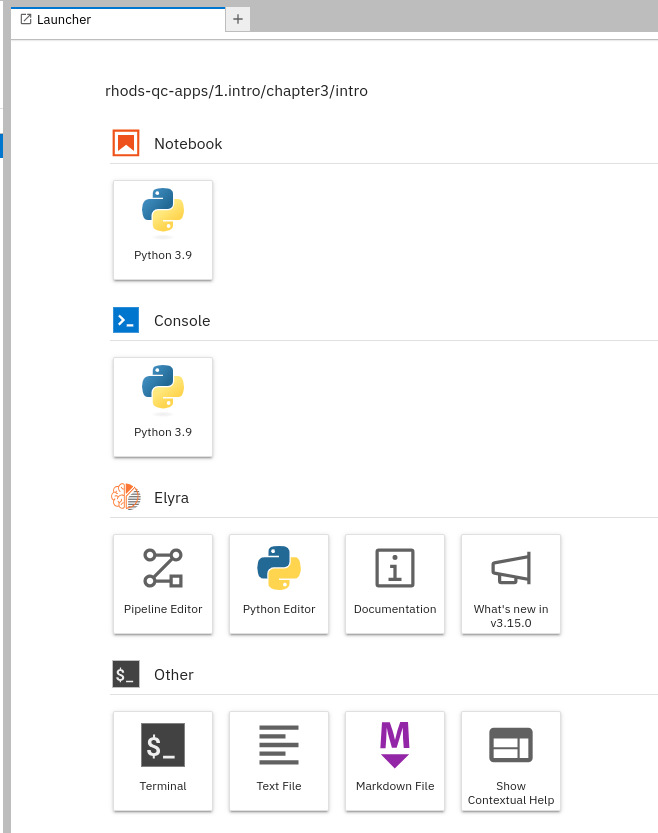 Launcher
+
rhods-qc-apps/1.intro/chapter3/intro
Notebook
Python 3.9
>_ Console
Python 3.9
Elyra
Pipeline Editor
Python Editor
i
Documentation
What's new in
v3.15.0
$_ Other
$_
Terminal
Text File
M
Markdown File
Show
Contextual Help